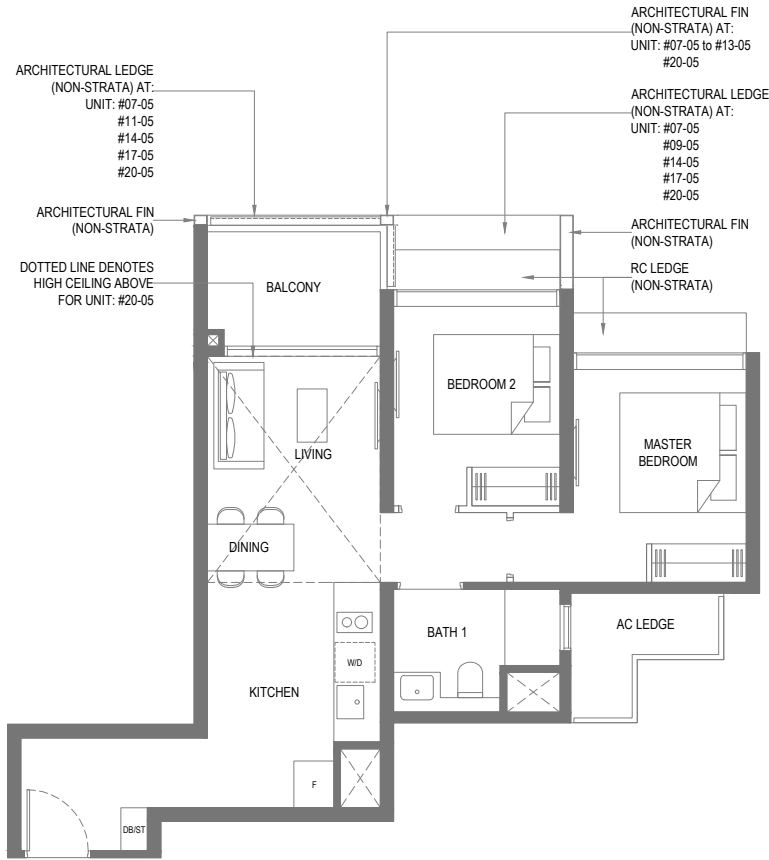 ARCHITECTURAL FIN
(NON-STRATA) AT:
UNIT: #07-05 to #13-05
#20-05
ARCHITECTURAL LEDGE
(NON-STRATA) AT:
UNIT: #07-05
#11-05
#14-05
#17-05
#20-05
ARCHITECTURAL LEDGE
(NON-STRATA) AT:
UNIT: #07-05
#09-05
#14-05
#17-05
#20-05
ARCHITECTURAL FIN
(NON-STRATA)
ARCHITECTURAL FIN
(NON-STRATA)
DOTTED LINE DENOTES
HIGH CEILING ABOVE
FOR UNIT: #20-05
RC LEDGE
(NON-STRATA)
BALCONY
BEDROOM 2
LIVING
MASTER
BEDROOM
DINING
BATH 1
AC LEDGE
W/D
KITCHEN
F
DB/ST